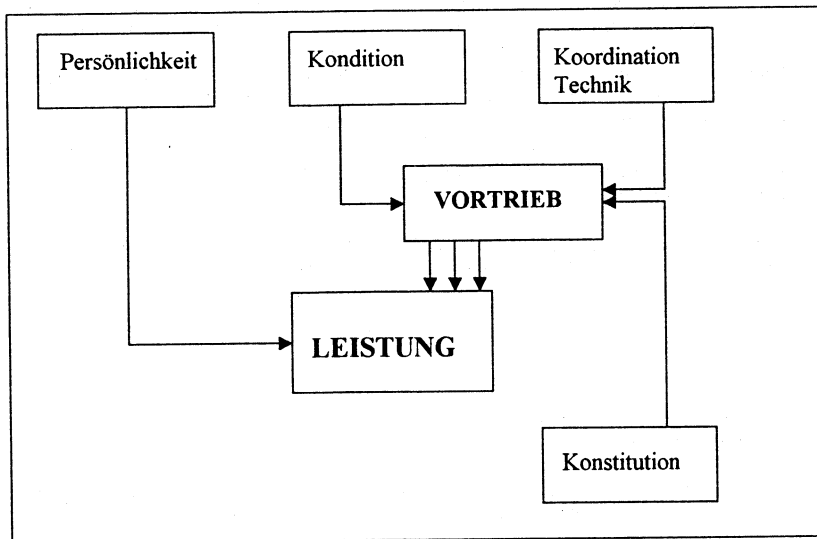 Persönlichkeit
Kondition
Koordination
Technik
VORTRIEB
LEISTUNG
Konstitution